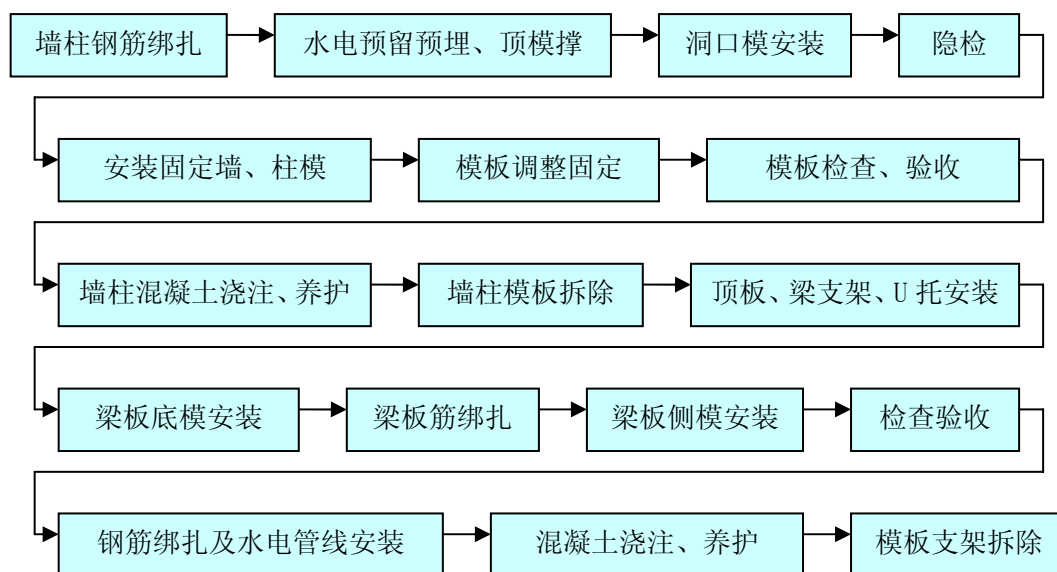 墙柱钢筋绑扎
水电预留预埋、顶模撑
洞口模安装
隐检
安装固定墙、柱模
模板调整固定
模板检查、验收
墙柱混凝土浇注、养护
墙柱模板拆除
顶板、梁支架、U 托安装
梁板底模安装
梁板筋绑扎
梁板侧模安装
检查验收
钢筋绑扎及水电管线安装
混凝土浇注、养护
模板支架拆除